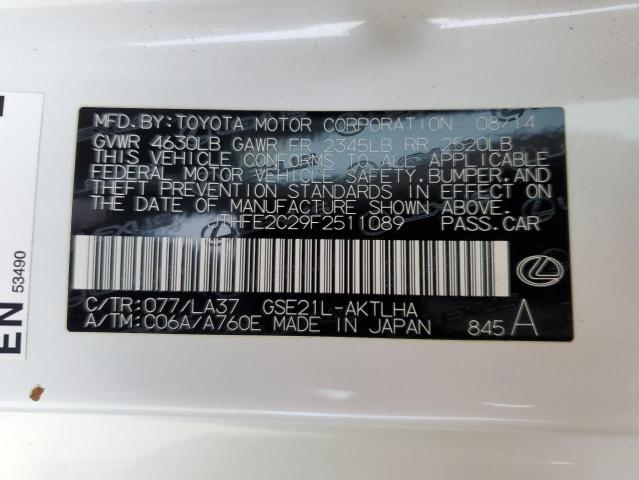 MFD.BY:TOYOTA MOTOR CORPORATION 08/14
GVWR 4630LB GAWR FR 2345LB RR 2520LB
THIS VEHICLE CONFORMS TO ALL APPLICABLE
FEDERAL MOTOR VEHICLE SAFETY,BUMPER,AND
THEFT PREVENTION STANDARDS IN EFFECT ON
THE DATE OF MANUFACTURE SHOWN ABOVE.
JTHFE2C29F2511089 PASS.CAR
C/TR:077/LA37 GSE21L-AKTLHA
A/TM:C06A/A760E MADE IN JAPAN 845 A
EN 53490